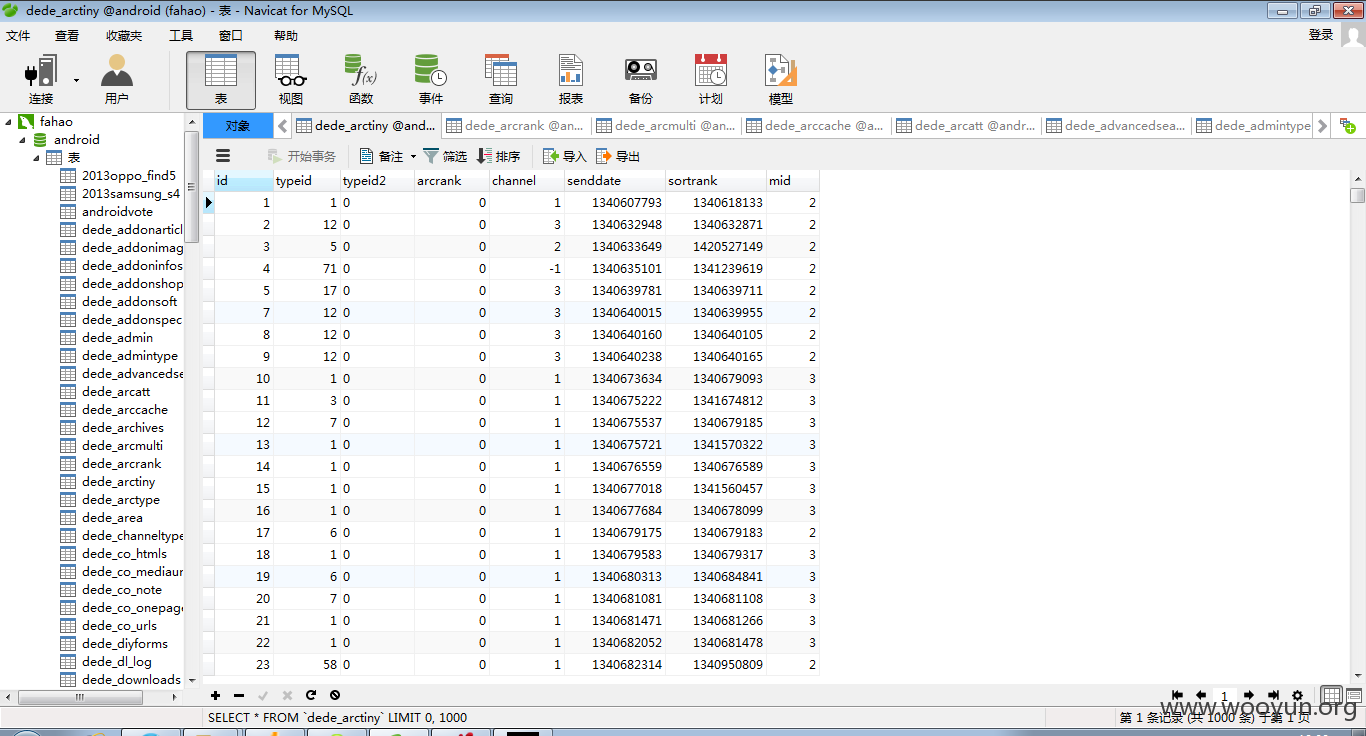 dede_arctiny @android (fahao) - 表 - Navicat for MySQL
文件 查看 收藏夹 工具 窗口 帮助 登录
连接 用户 表 视图 函数 事件 查询 报表 备份 计划 模型
对象 dede_arctiny @and... dede_arcrank @an... dede_arcmulti @an... dede_arccache @a... dede_arcatt @andr... dede_advancedsea... dede_admintype
开始事务 备注 筛选 排序 导入 导出
fahao
android
表
2013oppo_find5
2013samsung_s4
androidvote
dede_addonarticl
dede_addonimag
dede_addoninfos
dede_addonshop
dede_addonsoft
dede_addonspec
dede_admin
dede_admintype
dede_advancedse
dede_arcatt
dede_arccache
dede_archives
dede_arcmulti
dede_arcrank
dede_arctiny
dede_arctype
dede_area
dede_channeltype
dede_co_htmls
dede_co_mediaur
dede_co_note
dede_co_onepage
dede_co_urls
dede_diyforms
dede_dl_log
dede_downloads
id typeid typeid2 arcrank channel senddate sortrank mid
1 1 0 0 1 1340607793 1340618133 2
2 12 0 0 3 1340632948 1340632871 2
3 5 0 0 2 1340633649 1420527149 2
4 71 0 0 -1 1340635101 1341239619 2
5 17 0 0 3 1340639781 1340639711 2
7 12 0 0 3 1340640015 1340639955 2
8 12 0 0 3 1340640160 1340640105 2
9 12 0 0 3 1340640238 1340640165 2
10 1 0 0 1 1340673634 1340679093 3
11 3 0 0 1 1340675222 1341674812 3
12 7 0 0 1 1340675537 1340679185 3
13 1 0 0 1 1340675721 1341570322 3
14 1 0 0 1 1340676559 1340676589 3
15 1 0 0 1 1340677018 1341560457 3
16 1 0 0 1 1340677684 1340678099 3
17 6 0 0 1 1340679175 1340679183 2
18 1 0 0 1 1340679583 1340679317 3
19 6 0 0 1 1340680313 1340684841 3
20 7 0 0 1 1340681081 1340681108 3
21 1 0 0 1 1340681471 1340681266 3
22 1 0 0 1 1340682052 1340681478 3
23 58 0 0 1 1340682314 1340950809 2
1
SELECT * FROM `dede_arctiny` LIMIT 0, 1000
第 1 条记录 (共 1000 条) 于第 1 页
www.wooyun.org